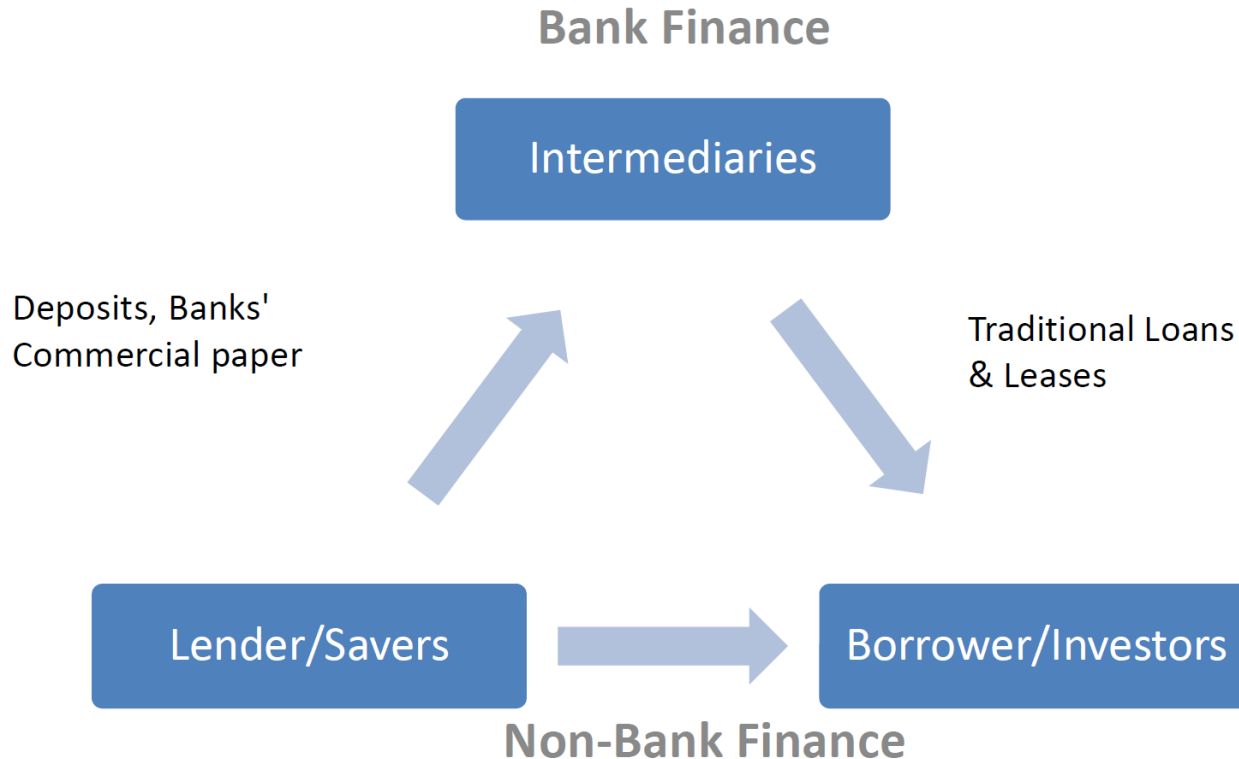 Bank Finance
Intermediaries
Deposits, Banks'
Commercial paper
Traditional Loans
& Leases
Lender/Savers
Borrower/Investors
Non-Bank Finance